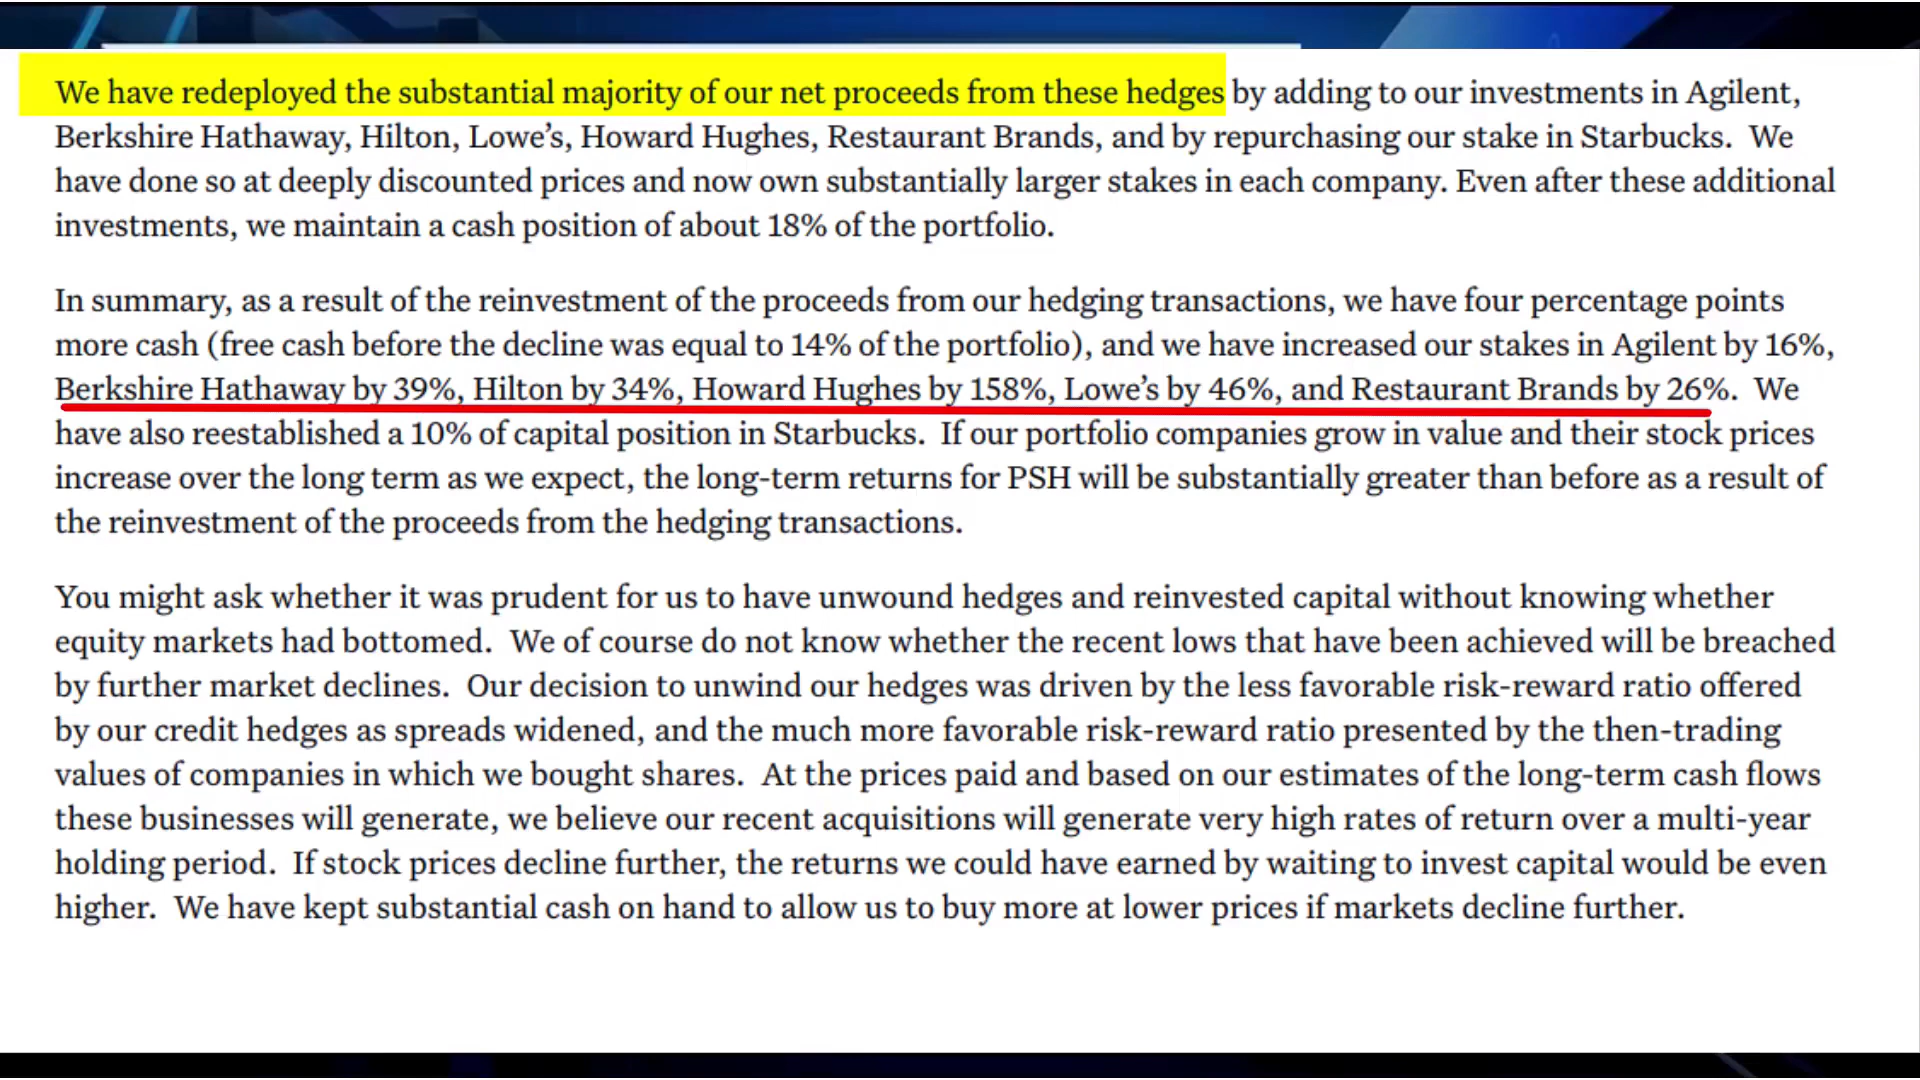 We have redeployed the substantial majority of our net proceeds from these hedges by adding to our investments in Agilent,
Berkshire Hathaway, Hilton, Lowe’s, Howard Hughes, Restaurant Brands, and by repurchasing our stake in Starbucks.  We
have done so at deeply discounted prices and now own substantially larger stakes in each company. Even after these additional
investments, we maintain a cash position of about 18% of the portfolio.
In summary, as a result of the reinvestment of the proceeds from our hedging transactions, we have four percentage points
more cash (free cash before the decline was equal to 14% of the portfolio), and we have increased our stakes in Agilent by 16%,
Berkshire Hathaway by 39%, Hilton by 34%, Howard Hughes by 158%, Lowe’s by 46%, and Restaurant Brands by 26%.  We
have also reestablished a 10% of capital position in Starbucks.  If our portfolio companies grow in value and their stock prices
increase over the long term as we expect, the long-term returns for PSH will be substantially greater than before as a result of
the reinvestment of the proceeds from the hedging transactions.
You might ask whether it was prudent for us to have unwound hedges and reinvested capital without knowing whether
equity markets had bottomed.  We of course do not know whether the recent lows that have been achieved will be breached
by further market declines.  Our decision to unwind our hedges was driven by the less favorable risk-reward ratio offered
by our credit hedges as spreads widened, and the much more favorable risk-reward ratio presented by the then-trading
values of companies in which we bought shares.  At the prices paid and based on our estimates of the long-term cash flows
these businesses will generate, we believe our recent acquisitions will generate very high rates of return over a multi-year
holding period.  If stock prices decline further, the returns we could have earned by waiting to invest capital would be even
higher.  We have kept substantial cash on hand to allow us to buy more at lower prices if markets decline further.